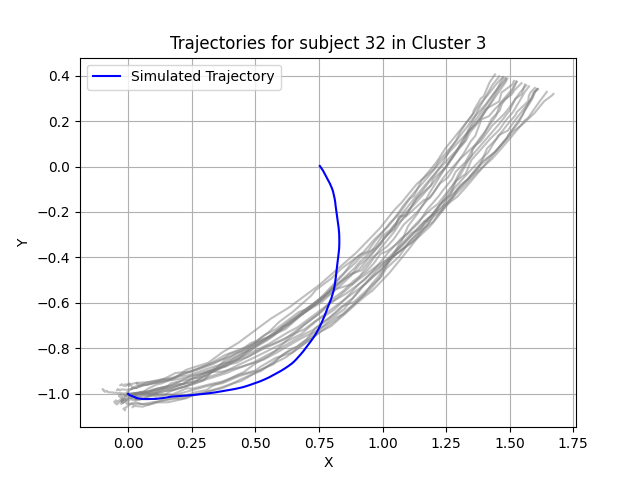 Trajectories for subject 32 in Cluster 3
Simulated Trajectory
0.4
0.2
0.0
−0.2
−0.4
−0.6
−0.8
−1.0
Y
0.00 0.25 0.50 0.75 1.00 1.25 1.50 1.75
X